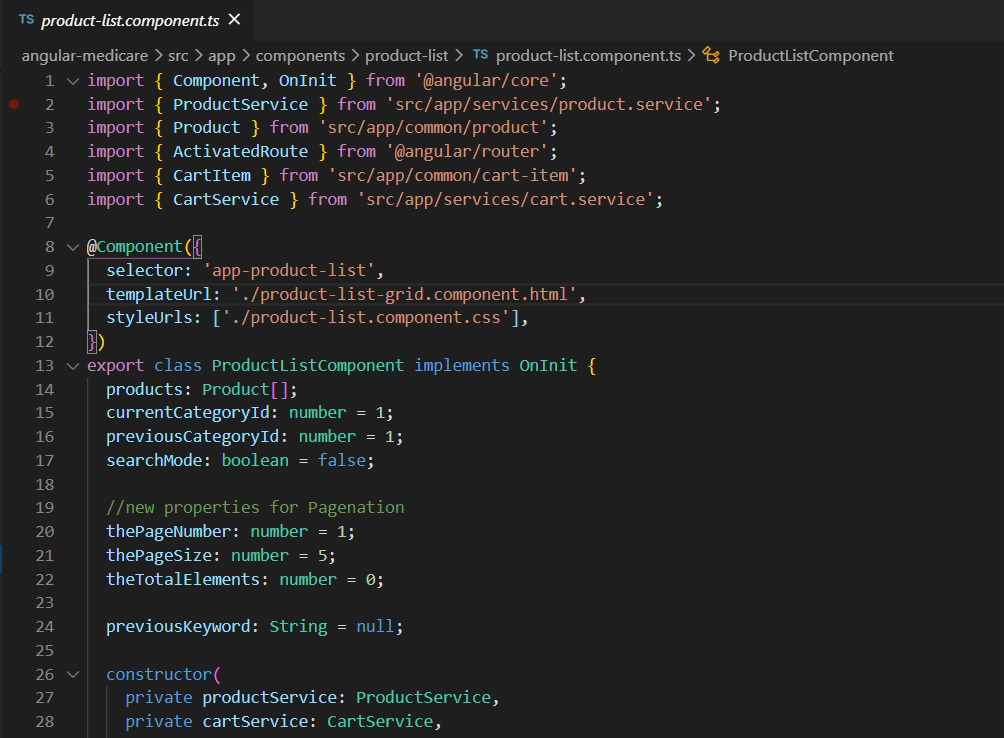 TS product-list.component.ts ×
angular-medicare > src > app > components > product-list > TS product-list.component.ts > ProductListComponent
1 import { Component, OnInit } from '@angular/core';
2 import { ProductService } from 'src/app/services/product.service';
3 import { Product } from 'src/app/common/product';
4 import { ActivatedRoute } from '@angular/router';
5 import { CartItem } from 'src/app/common/cart-item';
6 import { CartService } from 'src/app/services/cart.service';
7
8 @Component({
9   selector: 'app-product-list',
10   templateUrl: './product-list-grid.component.html',
11   styleUrls: ['./product-list.component.css'],
12 })
13 export class ProductListComponent implements OnInit {
14   products: Product[];
15   currentCategoryId: number = 1;
16   previousCategoryId: number = 1;
17   searchMode: boolean = false;
18
19   //new properties for Pagenation
20   thePageNumber: number = 1;
21   thePageSize: number = 5;
22   theTotalElements: number = 0;
23
24   previousKeyword: String = null;
25
26   constructor(
27     private productService: ProductService,
28     private cartService: CartService,